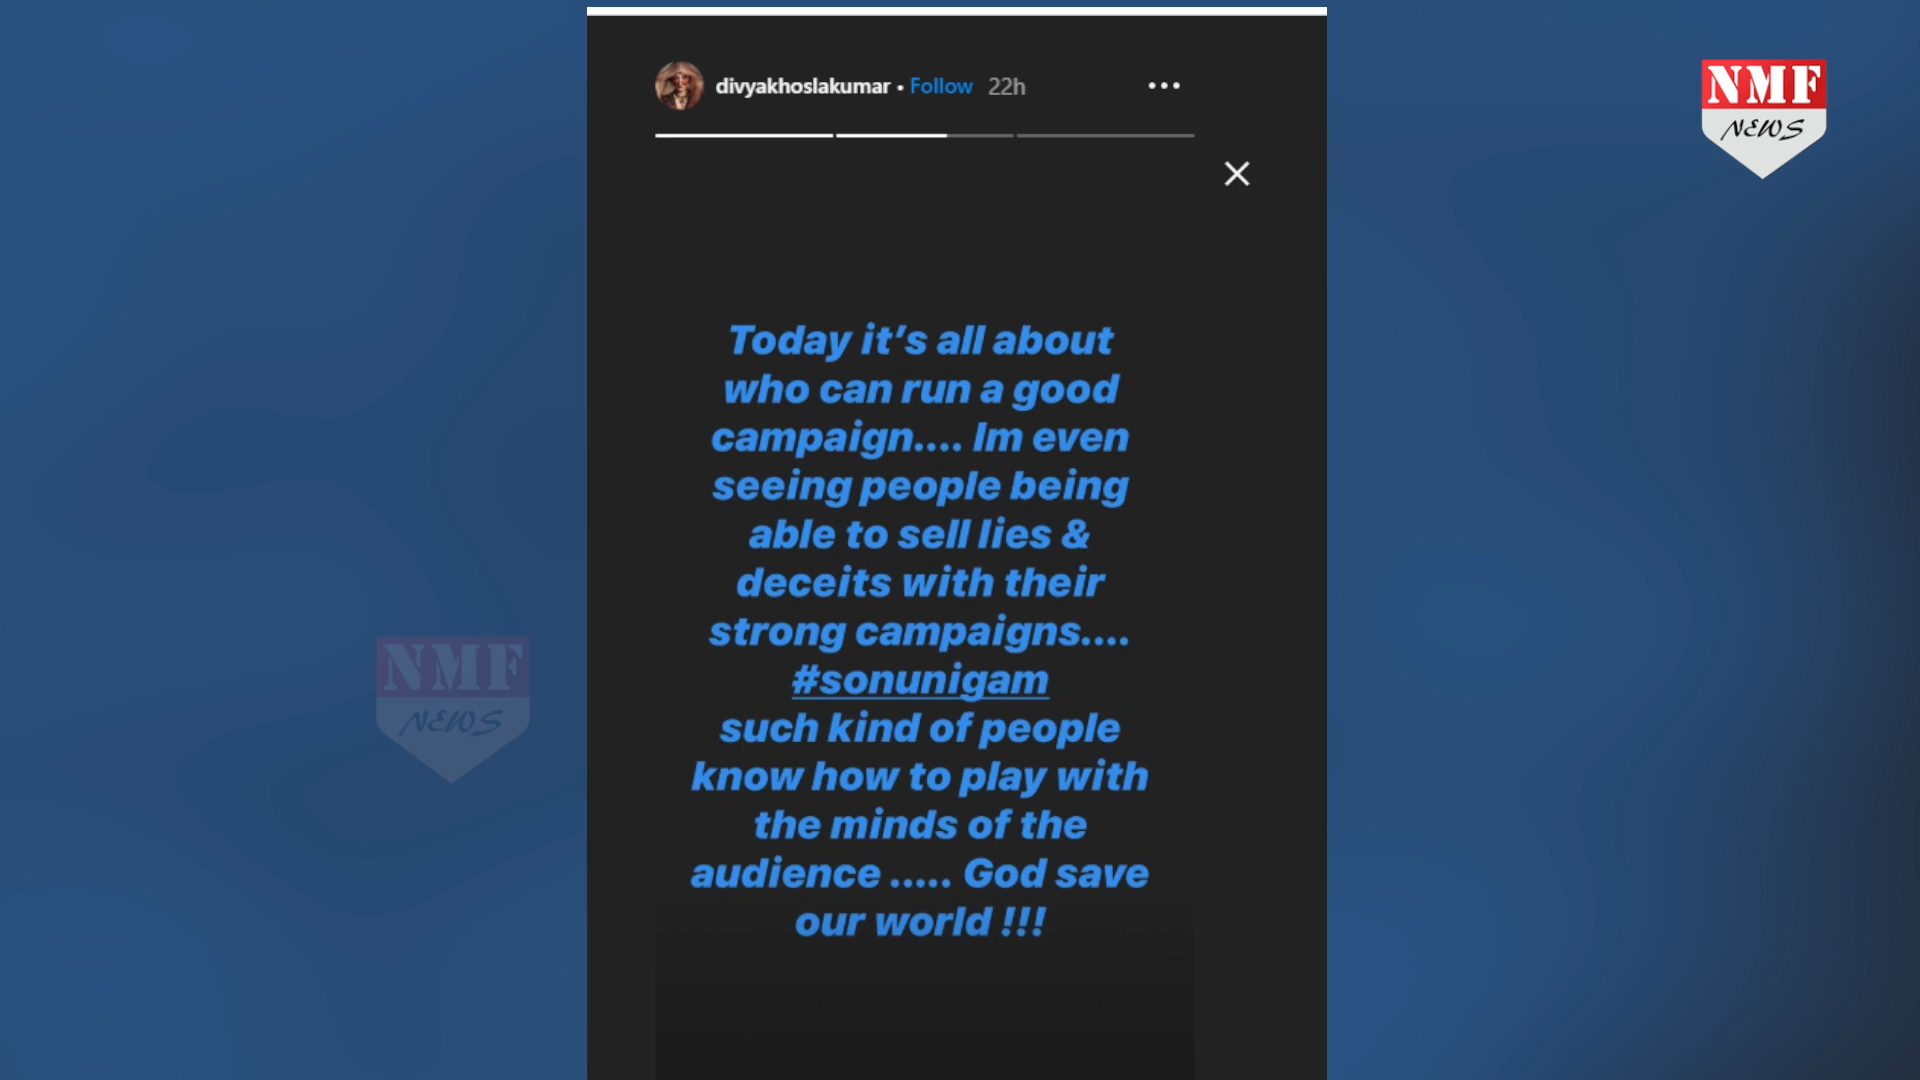 divyakhoslakumar • Follow 22h
NMF
NEWS
Today it's all about
who can run a good
campaign.... Im even
seeing people being
able to sell lies &
deceits with their
strong campaigns....
#sonunigam
such kind of people
know how to play with
the minds of the
audience ..... God save
our world !!!
NMF
NEWS